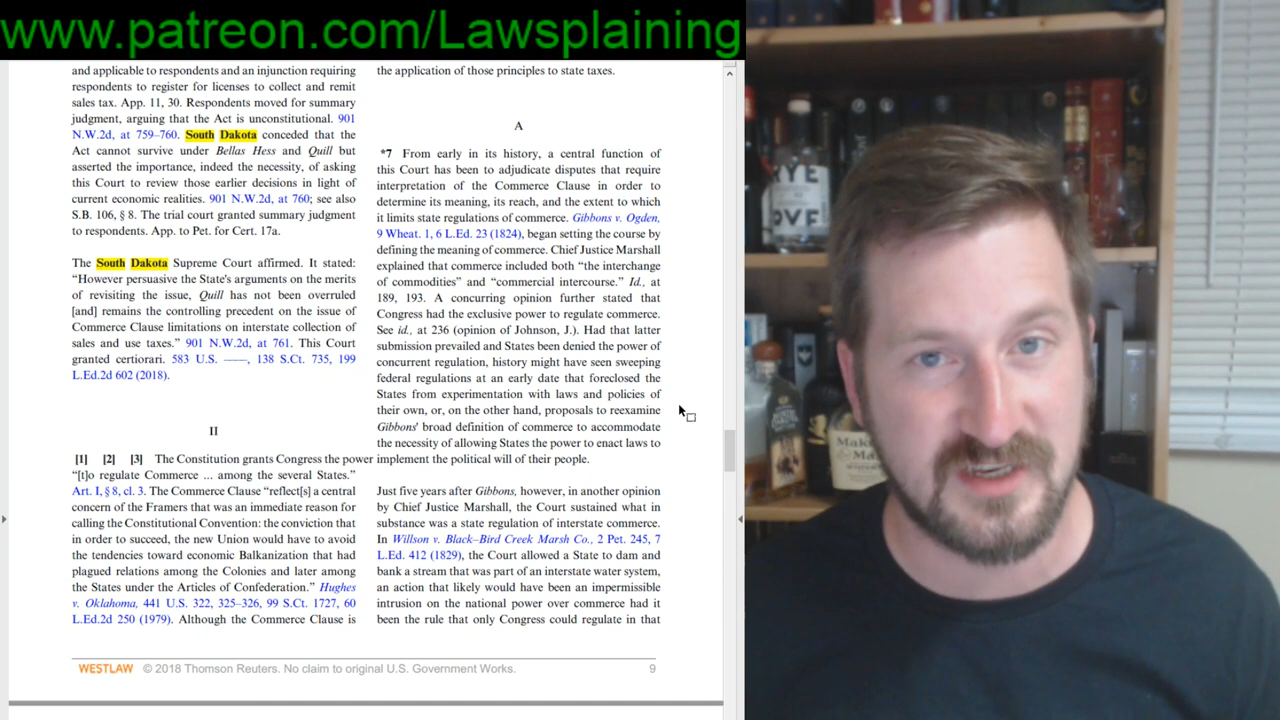 www.patreon.com/Lawsplaining
and applicable to respondents and an injunction requiring
respondents to register for licenses to collect and remit
sales tax. App. 11, 30. Respondents moved for summary
judgment, arguing that the Act is unconstitutional. 901
N.W.2d, at 759–760. South Dakota conceded that the
Act cannot survive under Bellas Hess and Quill but
asserted the importance, indeed the necessity, of asking
this Court to review those earlier decisions in light of
current economic realities. 901 N.W.2d, at 760; see also
S.B. 106, § 8. The trial court granted summary judgment
to respondents. App. to Pet. for Cert. 17a.
The South Dakota Supreme Court affirmed. It stated:
“However persuasive the State's arguments on the merits
of revisiting the issue, Quill has not been overruled
[and] remains the controlling precedent on the issue of
Commerce Clause limitations on interstate collection of
sales and use taxes.” 901 N.W.2d, at 761. This Court
granted certiorari. 583 U.S. ––––, 138 S.Ct. 735, 199
L.Ed.2d 602 (2018).
II
[1] [2] [3] The Constitution grants Congress the power
“[t]o regulate Commerce ... among the several States.”
Art. I, § 8, cl. 3. The Commerce Clause “reflect[s] a central
concern of the Framers that was an immediate reason for
calling the Constitutional Convention: the conviction that
in order to succeed, the new Union would have to avoid
the tendencies toward economic Balkanization that had
plagued relations among the Colonies and later among
the States under the Articles of Confederation.” Hughes
v. Oklahoma, 441 U.S. 322, 325–326, 99 S.Ct. 1727, 60
L.Ed.2d 250 (1979). Although the Commerce Clause is
the application of those principles to state taxes.
A
*7 From early in its history, a central function of
this Court has been to adjudicate disputes that require
interpretation of the Commerce Clause in order to
determine its meaning, its reach, and the extent to which
it limits state regulations of commerce. Gibbons v. Ogden,
9 Wheat. 1, 6 L.Ed. 23 (1824), began setting the course by
defining the meaning of commerce. Chief Justice Marshall
explained that commerce included both “the interchange
of commodities” and “commercial intercourse.” Id., at
189, 193. A concurring opinion further stated that
Congress had the exclusive power to regulate commerce.
See id., at 236 (opinion of Johnson, J.). Had that latter
submission prevailed and States been denied the power of
concurrent regulation, history might have seen sweeping
federal regulations at an early date that foreclosed the
States from experimentation with laws and policies of
their own, or, on the other hand, proposals to reexamine
Gibbons' broad definition of commerce to accommodate
the necessity of allowing States the power to enact laws to
implement the political will of their people.
Just five years after Gibbons, however, in another opinion
by Chief Justice Marshall, the Court sustained what in
substance was a state regulation of interstate commerce.
In Willson v. Black–Bird Creek Marsh Co., 2 Pet. 245, 7
L.Ed. 412 (1829), the Court allowed a State to dam and
bank a stream that was part of an interstate water system,
an action that likely would have been an impermissible
intrusion on the national power over commerce had it
been the rule that only Congress could regulate in that
WESTLAW © 2018 Thomson Reuters. No claim to original U.S. Government Works. 9
RYE
Make